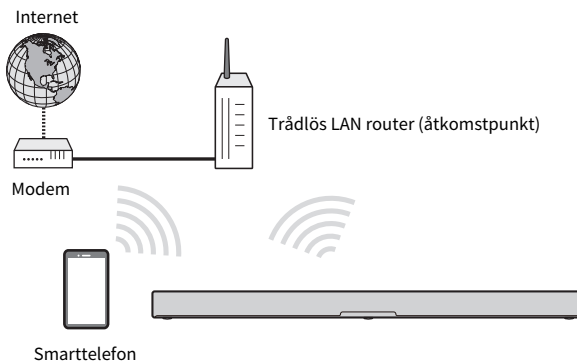 Internet
Trådlös LAN router (åtkomstpunkt)
Modem
Smarttelefon